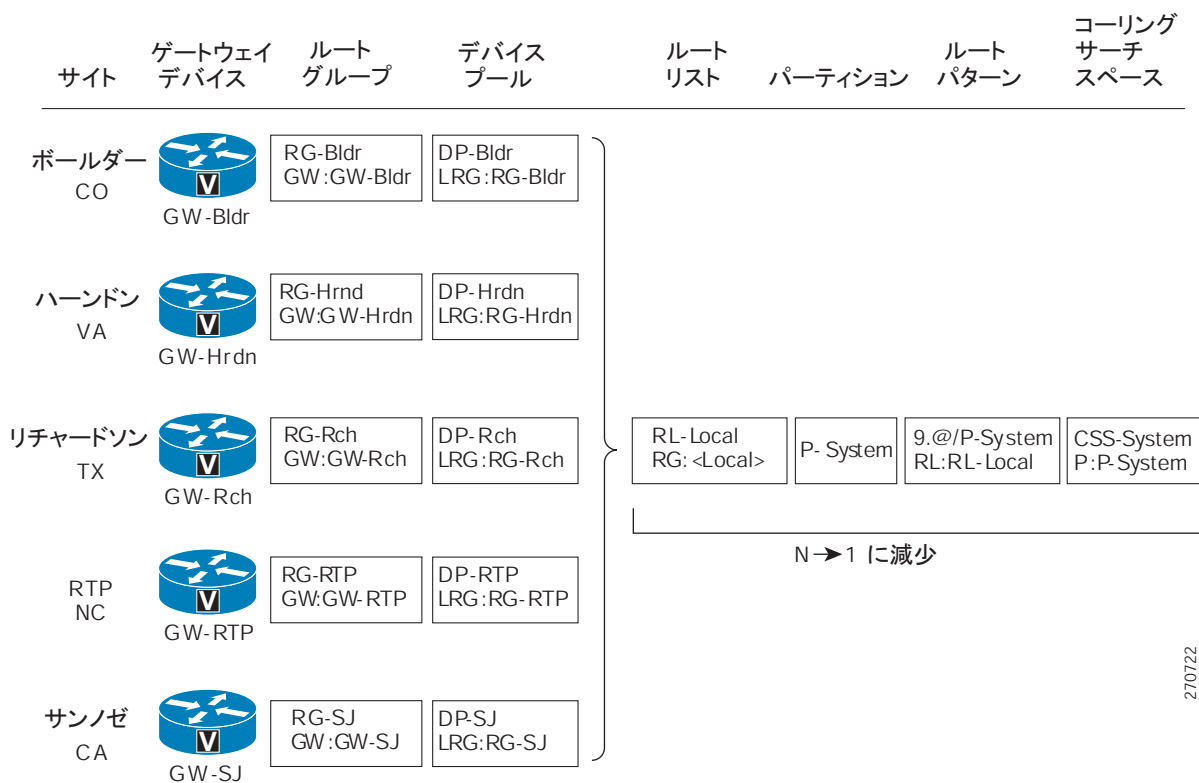 サイト
ゲートウェイ
デバイス
ルート
グループ
デバイス
プール
ルート
リスト
パーティション
ルート
パターン
コーリング
サーチ
スペース
ボールダー
CO
GW-Bldr
RG-Bldr
GW:GW-Bldr
DP-Bldr
LRG:RG-Bldr
ハーンドン
VA
GW-Hrdn
RG-Hrnd
GW:GW-Hrdn
DP-Hrdn
LRG:RG-Hrdn
リチャードソン
TX
GW-Rch
RG-Rch
GW:GW-Rch
DP-Rch
LRG:RG-Rch
RL-Local
RG: <Local>
P- System
9.@/P-System
RL:RL-Local
CSS-System
P:P-System
N→1 に減少
RTP
NC
GW-RTP
RG-RTP
GW:GW-RTP
DP-RTP
LRG:RG-RTP
サンノゼ
CA
GW-SJ
RG-SJ
GW:GW-SJ
DP-SJ
LRG:RG-SJ
V
V
V
V
V
270722